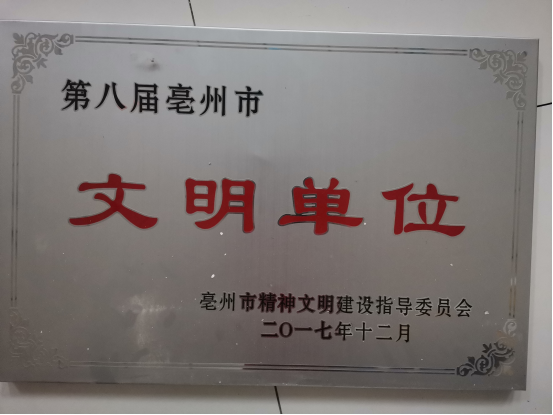 第八届亳州市
文明单位
亳州市精神文明建设指导委员会
二〇一七年十二月